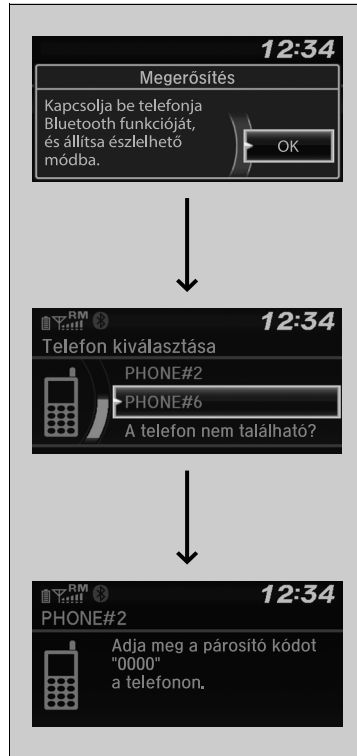 12:34
Megerősítés
Kapcsolja be telefonja
Bluetooth funkcióját,
és állítsa észlelhető
módba.
OK
RM
12:34
Telefon kiválasztása
PHONE#2
PHONE#6
A telefon nem található?
RM
12:34
PHONE#2
Adja meg a párosító kódot
"0000"
a telefonon.